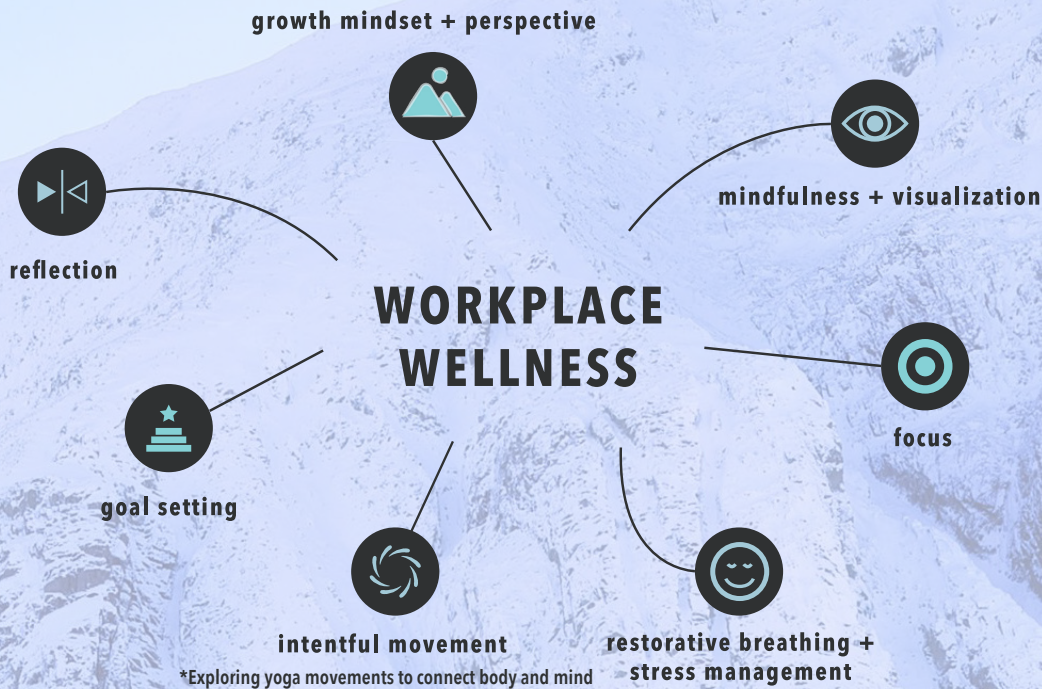 growth mindset + perspective
mindfulness + visualization
reflection
WORKPLACE
WELLNESS
focus
goal setting
intentful movement
*Exploring yoga movements to connect body and mind
restorative breathing +
stress management